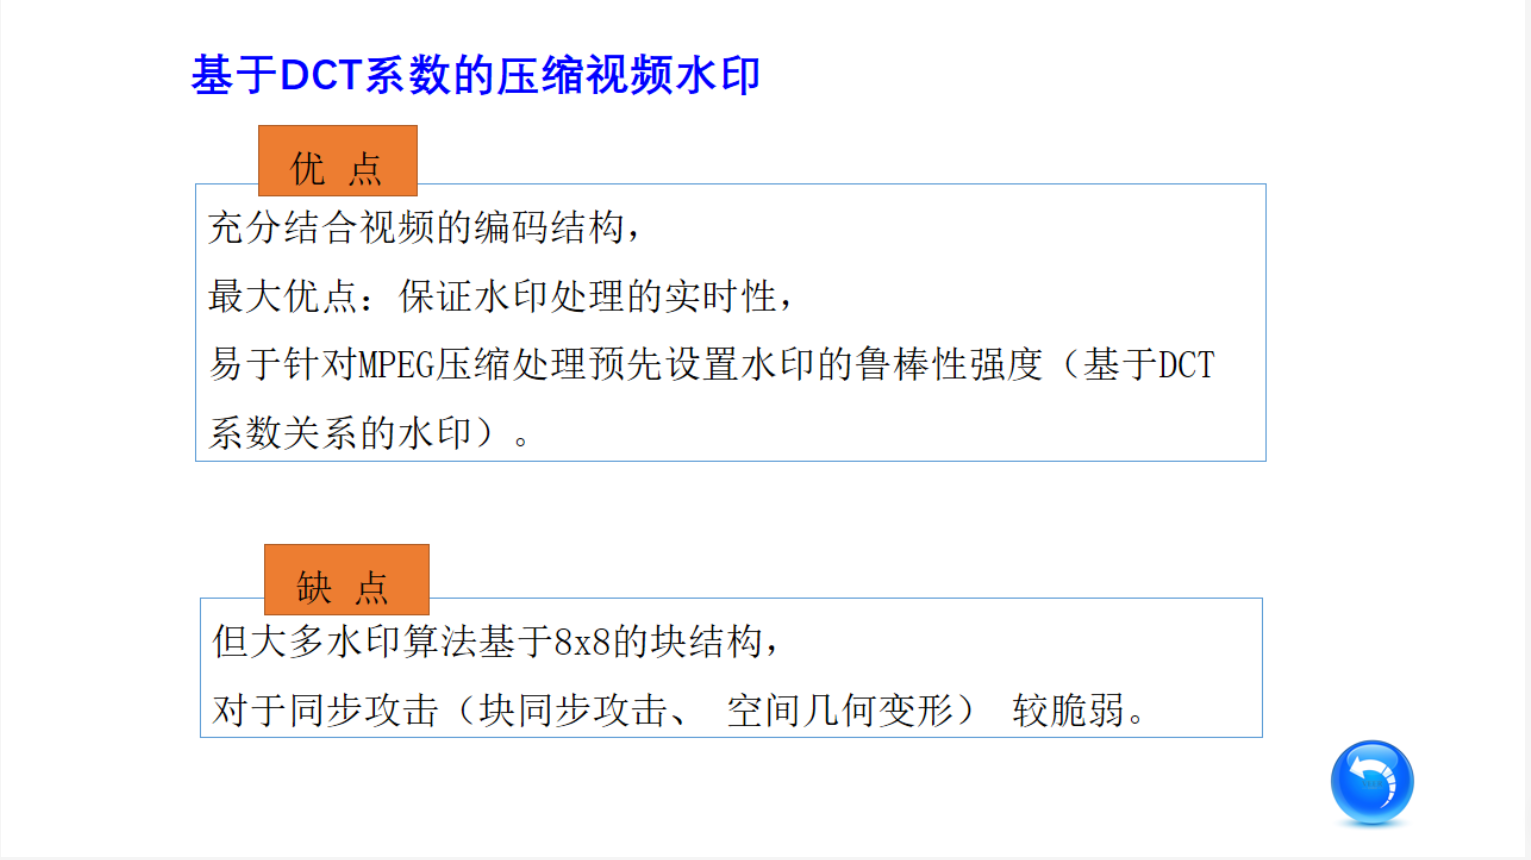 基于DCT系数的压缩视频水印
优 点
充分结合视频的编码结构，
最大优点：保证水印处理的实时性，
易于针对MPEG压缩处理预先设置水印的鲁棒性强度（基于DCT
系数关系的水印）。
缺 点
但大多水印算法基于8x8的块结构，
对于同步攻击（块同步攻击、 空间几何变形） 较脆弱。